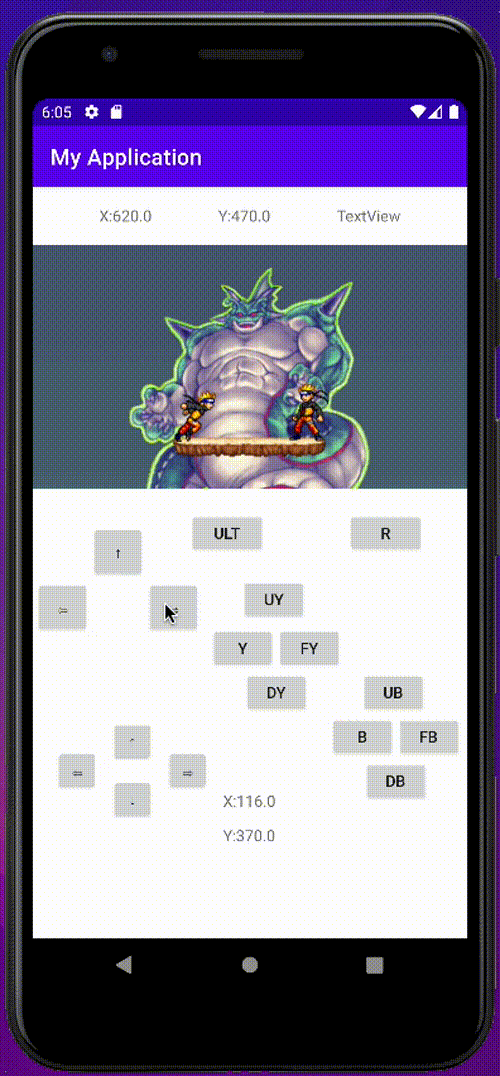 6:05
My Application
X:620.0 Y:470.0 TextView
ULT R
↑
⇦ UY
Y FY
DY UB
B FB
^
⇦ ⇨ DB
X:116.0
Y:370.0